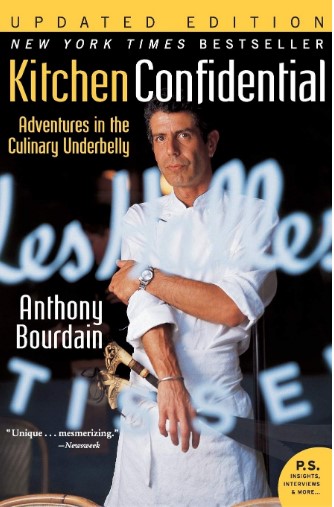 UPDATED EDITION
NEW YORK TIMES BESTSELLER
Kitchen Confidential
Adventures in the
Culinary Underbelly
Les Halles
Anthony
Bourdain
TISSE
"Unique . . . mesmerizing."
—Newsweek
P.S.
INSIGHTS,
INTERVIEWS
& MORE...